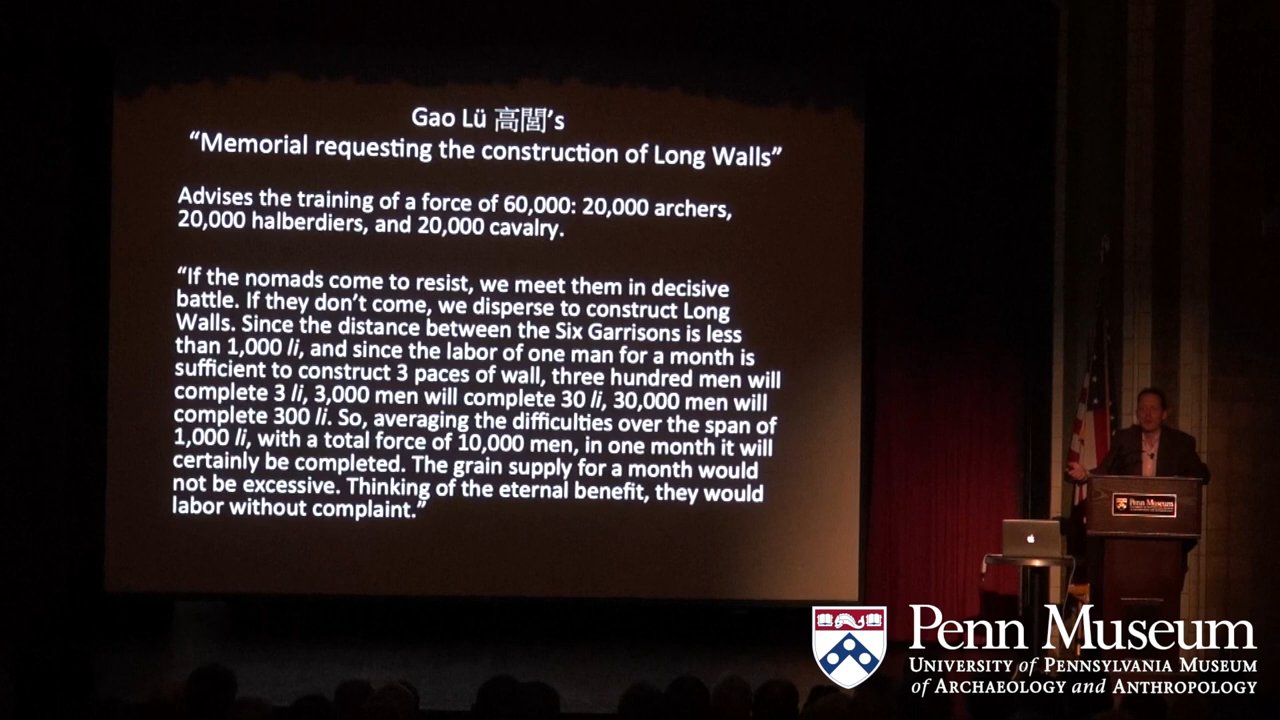 Gao Lü 高閭's
“Memorial requesting the construction of Long Walls”
Advises the training of a force of 60,000: 20,000 archers,
20,000 halberdiers, and 20,000 cavalry.
“If the nomads come to resist, we meet them in decisive
battle. If they don't come, we disperse to construct Long
Walls. Since the distance between the Six Garrisons is less
than 1,000 li, and since the labor of one man for a month is
sufficient to construct 3 paces of wall, three hundred men will
complete 3 li, 3,000 men will complete 30 li, 30,000 men will
complete 300 li. So, averaging the difficulties over the span of
1,000 li, with a total force of 10,000 men, in one month it will
certainly be completed. The grain supply for a month would
not be excessive. Thinking of the eternal benefit, they would
labor without complaint.”
Penn Museum
Penn Museum
UNIVERSITY of PENNSYLVANIA MUSEUM
of ARCHAEOLOGY and ANTHROPOLOGY